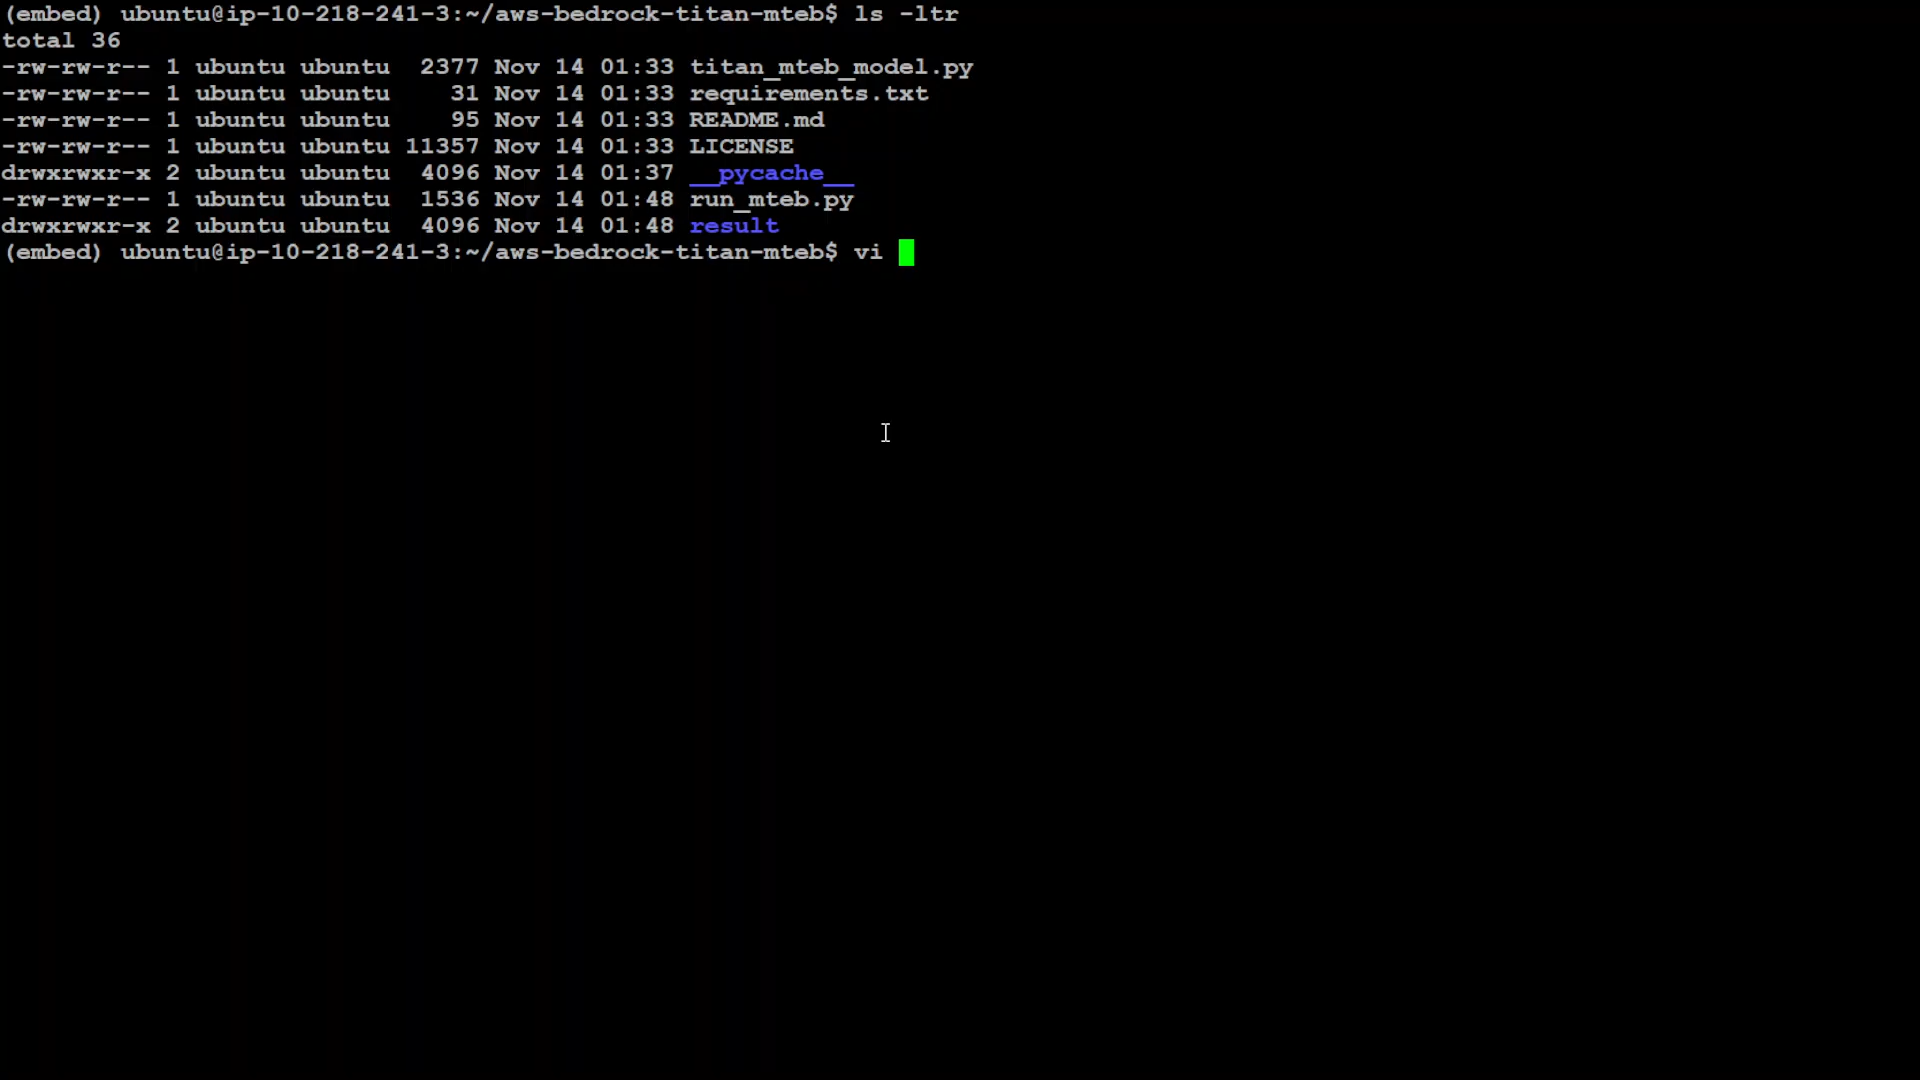 (embed) ubuntu@ip-10-218-241-3:~/aws-bedrock-titan-mteb$ ls -ltr
total 36
-rw-rw-r-- 1 ubuntu ubuntu  2377 Nov 14 01:33 titan_mteb_model.py
-rw-rw-r-- 1 ubuntu ubuntu    31 Nov 14 01:33 requirements.txt
-rw-rw-r-- 1 ubuntu ubuntu    95 Nov 14 01:33 README.md
-rw-rw-r-- 1 ubuntu ubuntu 11357 Nov 14 01:33 LICENSE
drwxrwxr-x 2 ubuntu ubuntu  4096 Nov 14 01:37 __pycache__
-rw-rw-r-- 1 ubuntu ubuntu  1536 Nov 14 01:48 run_mteb.py
drwxrwxr-x 2 ubuntu ubuntu  4096 Nov 14 01:48 result
(embed) ubuntu@ip-10-218-241-3:~/aws-bedrock-titan-mteb$ vi